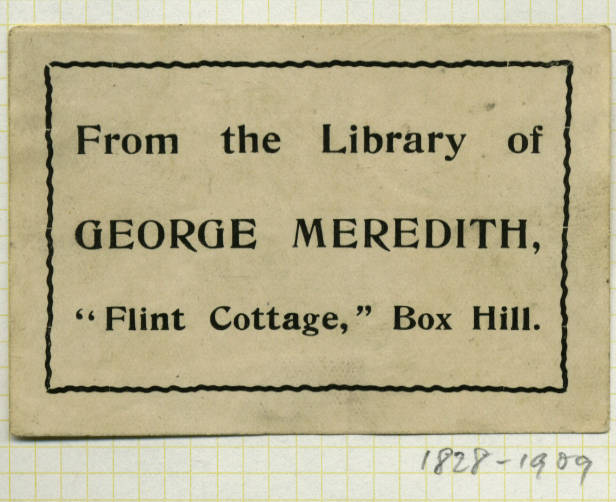 From the Library of
GEORGE MEREDITH,
“Flint Cottage,” Box Hill.
1828-1909